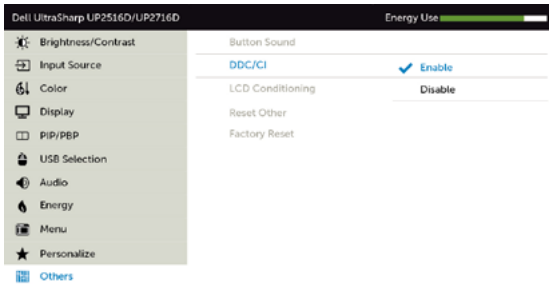 Dell UltraSharp UP2516D/UP2716D
Energy Use
Brightness/Contrast
Input Source
Color
Display
PIP/PBP
USB Selection
Audio
Energy
Menu
Personalize
Others
Button Sound
DDC/CI
LCD Conditioning
Reset Other
Factory Reset
Enable
Disable